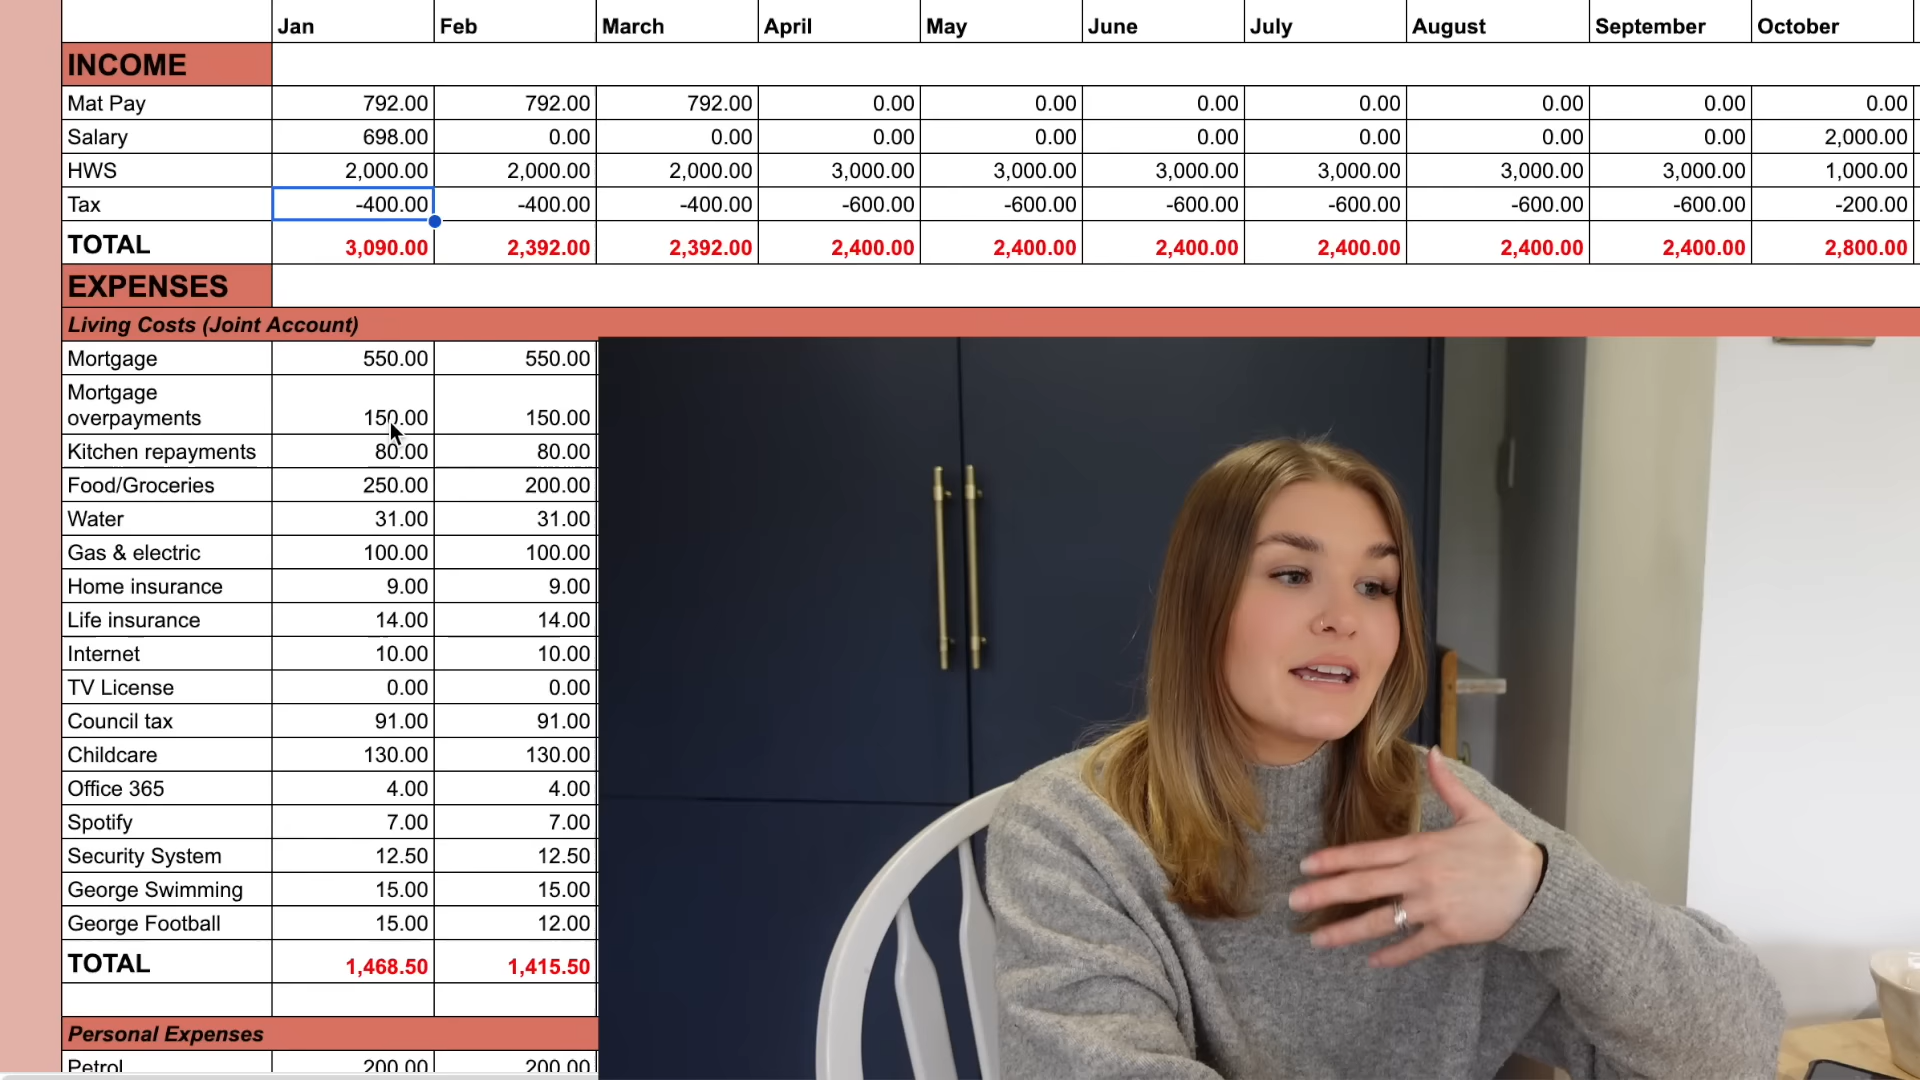 Jan Feb March April May June July August September October
INCOME
Mat Pay 792.00 792.00 792.00 0.00 0.00 0.00 0.00 0.00 0.00 0.00
Salary 698.00 0.00 0.00 0.00 0.00 0.00 0.00 0.00 0.00 2,000.00
HWS 2,000.00 2,000.00 2,000.00 3,000.00 3,000.00 3,000.00 3,000.00 3,000.00 3,000.00 1,000.00
Tax -400.00 -400.00 -400.00 -600.00 -600.00 -600.00 -600.00 -600.00 -600.00 -200.00
TOTAL 3,090.00 2,392.00 2,392.00 2,400.00 2,400.00 2,400.00 2,400.00 2,400.00 2,400.00 2,800.00
EXPENSES
Living Costs (Joint Account)
Mortgage 550.00 550.00
Mortgage
overpayments 150.00 150.00
Kitchen repayments 80.00 80.00
Food/Groceries 250.00 200.00
Water 31.00 31.00
Gas & electric 100.00 100.00
Home insurance 9.00 9.00
Life insurance 14.00 14.00
Internet 10.00 10.00
TV License 0.00 0.00
Council tax 91.00 91.00
Childcare 130.00 130.00
Office 365 4.00 4.00
Spotify 7.00 7.00
Security System 12.50 12.50
George Swimming 15.00 15.00
George Football 15.00 12.00
TOTAL 1,468.50 1,415.50
Personal Expenses
Petrol 200.00 200.00